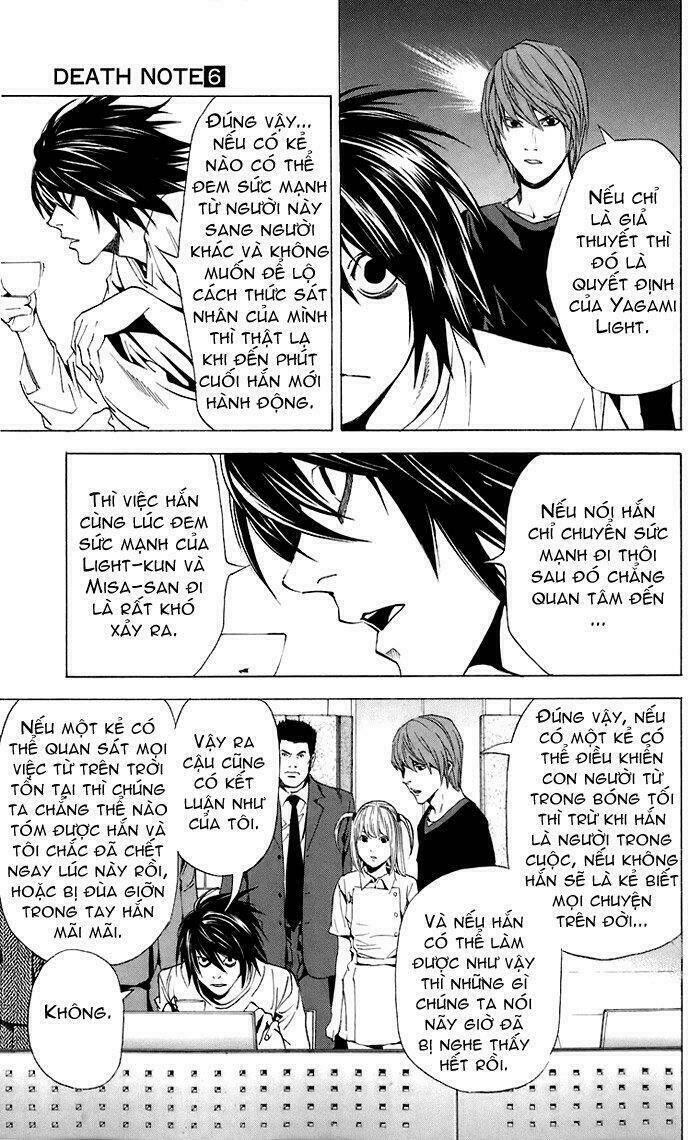 DEATH NOTE 6
NẾU CHỈ
LÀ GIẢ
THUYẾT THÌ
ĐÓ LÀ
QUYẾT ĐỊNH
CỦA YAGAMI
LIGHT.
ĐÚNG VẬY...
NẾU CÓ KẺ
NÀO CÓ THỂ
ĐEM SỨC MẠNH
TỪ NGƯỜI NÀY
SANG NGƯỜI
KHÁC VÀ KHÔNG
MUỐN ĐỂ LỘ
CÁCH THỨC SÁT
NHÂN CỦA MÌNH
THÌ THẬT LẠ
KHI ĐẾN PHÚT
CUỐI HẮN MỚI
HÀNH ĐỘNG.
NẾU NÓI HẮN
CHỈ CHUYỂN SỨC
MẠNH ĐI THÔI
SAU ĐÓ CHẲNG
QUAN TÂM ĐẾN
...
THÌ VIỆC HẮN
CÙNG LÚC ĐEM
SỨC MẠNH CỦA
LIGHT-KUN VÀ
MISA-SAN ĐI
LÀ RẤT KHÓ
XẢY RA.
ĐÚNG VẬY, NẾU
CÓ MỘT KẺ CÓ
THỂ ĐIỀU KHIỂN
CON NGƯỜI TỪ
TRONG BÓNG TỐI
THÌ TRỪ KHI HẮN
LÀ NGƯỜI TRONG
CUỘC, NẾU KHÔNG
HẮN SẼ LÀ KẺ BIẾT
MỌI CHUYỆN
TRÊN ĐỜI...
VÀ NẾU HẮN
CÓ THỂ LÀM
ĐƯỢC NHƯ VẬY
THÌ NHỮNG GÌ
CHÚNG TA NÓI
NÃY GIỜ ĐÃ
BỊ NGHE THẤY
HẾT RỒI.
VẬY RA
CẬU CŨNG
CÓ KẾT
LUẬN NHƯ
CỦA TÔI.
NẾU MỘT KẺ CÓ
THỂ QUAN SÁT MỌI
VIỆC TỪ TRÊN TRỜI
TỒN TẠI THÌ CHÚNG
TA CHẲNG THỂ NÀO
TÓM ĐƯỢC HẮN VÀ
TÔI CHẮC ĐÃ CHẾT
NGAY LÚC NÀY RỒI,
HOẶC BỊ ĐÙA GIỠN
TRONG TAY HẮN
MÃI MÃI.
KHÔNG.